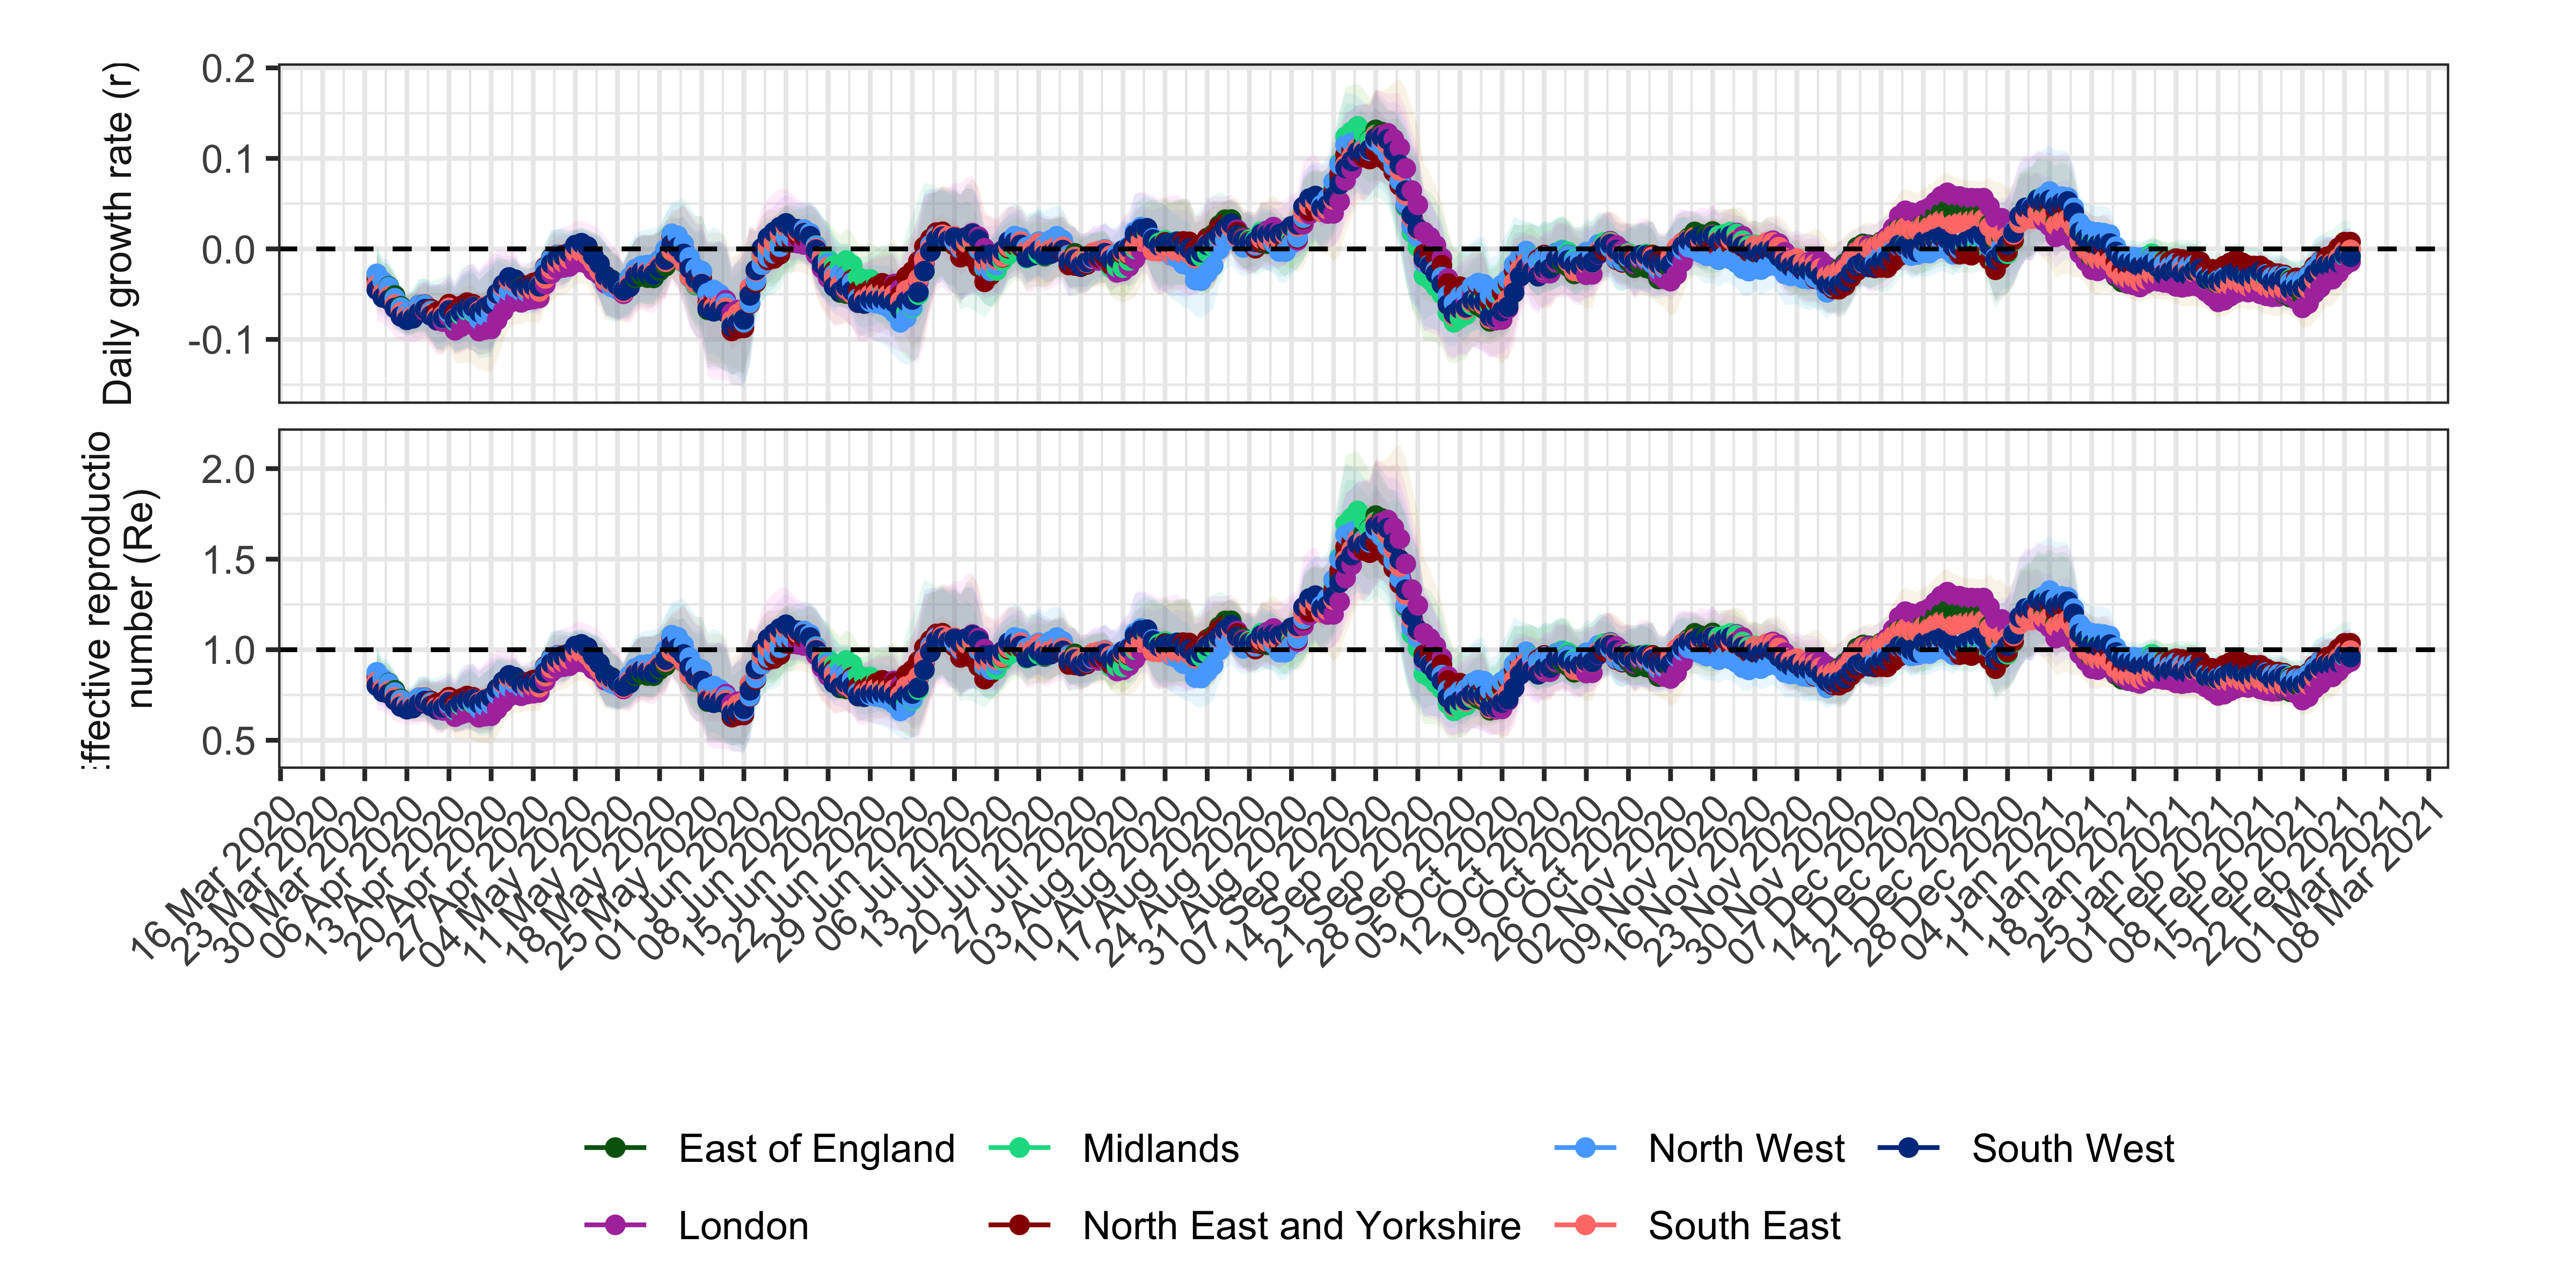 Daily growth rate (r)
0.2
0.1
0.0
-0.1
ffective reproductio
number (Re)
2.0
1.5
1.0
0.5
16 Mar 2020
23 Mar 2020
30 Mar 2020
06 Apr 2020
13 Apr 2020
20 Apr 2020
27 Apr 2020
04 May 2020
11 May 2020
18 May 2020
25 May 2020
01 Jun 2020
08 Jun 2020
15 Jun 2020
22 Jun 2020
29 Jun 2020
06 Jul 2020
13 Jul 2020
20 Jul 2020
27 Jul 2020
03 Aug 2020
10 Aug 2020
17 Aug 2020
24 Aug 2020
31 Aug 2020
07 Sep 2020
14 Sep 2020
21 Sep 2020
28 Sep 2020
05 Oct 2020
12 Oct 2020
19 Oct 2020
26 Oct 2020
02 Nov 2020
09 Nov 2020
16 Nov 2020
23 Nov 2020
30 Nov 2020
07 Dec 2020
14 Dec 2020
21 Dec 2020
28 Dec 2020
04 Jan 2021
11 Jan 2021
18 Jan 2021
25 Jan 2021
01 Feb 2021
08 Feb 2021
15 Feb 2021
22 Feb 2021
01 Mar 2021
08 Mar 2021
East of England
Midlands
North West
South West
London
North East and Yorkshire
South East